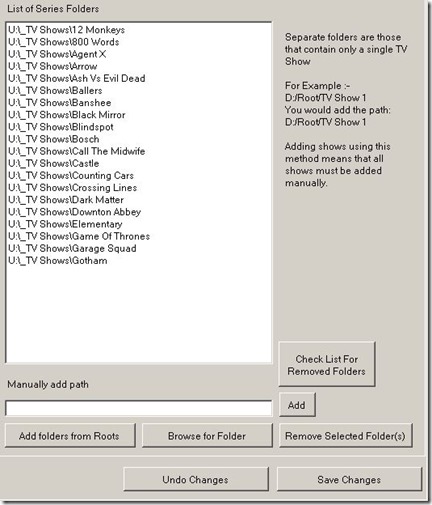 List of Series Folders
U:\_TV Shows\12 Monkeys
U:\_TV Shows\800 Words
U:\_TV Shows\Agent X
U:\_TV Shows\Arrow
U:\_TV Shows\Ash Vs Evil Dead
U:\_TV Shows\Ballers
U:\_TV Shows\Banshee
U:\_TV Shows\Black Mirror
U:\_TV Shows\Blindspot
U:\_TV Shows\Bosch
U:\_TV Shows\Call The Midwife
U:\_TV Shows\Castle
U:\_TV Shows\Counting Cars
U:\_TV Shows\Crossing Lines
U:\_TV Shows\Dark Matter
U:\_TV Shows\Downton Abbey
U:\_TV Shows\Elementary
U:\_TV Shows\Game Of Thrones
U:\_TV Shows\Garage Squad
U:\_TV Shows\Gotham
Separate folders are those
that contain only a single TV
Show
For Example :-
D:/Root/TV Show 1
You would add the path:
D:/Root/TV Show 1
Adding shows using this
method means that all
shows must be added
manually.
Check List For
Removed Folders
Manually add path
Add
Add folders from Roots
Browse for Folder
Remove Selected Folder(s)
Undo Changes
Save Changes